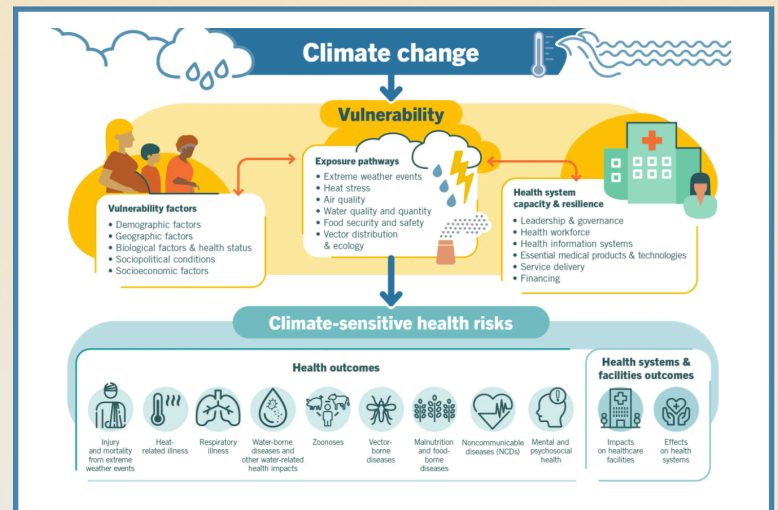 Climate change
Vulnerability
Vulnerability factors
• Demographic factors
• Geographic factors
• Biological factors & health status
• Sociopolitical conditions
• Socioeconomic factors
Exposure pathways
• Extreme weather events
• Heat stress
• Air quality
• Water quality and quantity
• Food security and safety
• Vector distribution
& ecology
Health system
capacity & resilience
• Leadership & governance
• Health workforce
• Health information systems
• Essential medical products & technologies
• Service delivery
• Financing
Climate-sensitive health risks
Health outcomes
Injury
and mortality
from extreme
weather events
Heat-
related illness
Respiratory
illness
Water-borne
diseases and
other water-related
health impacts
Zoonoses
Vector-
borne
diseases
Malnutrition
and food-
borne
diseases
Noncommunicable
diseases (NCDs)
Mental and
psychosocial
health
Health systems &
facilities outcomes
Impacts
on healthcare
facilities
Effects
on health
systems